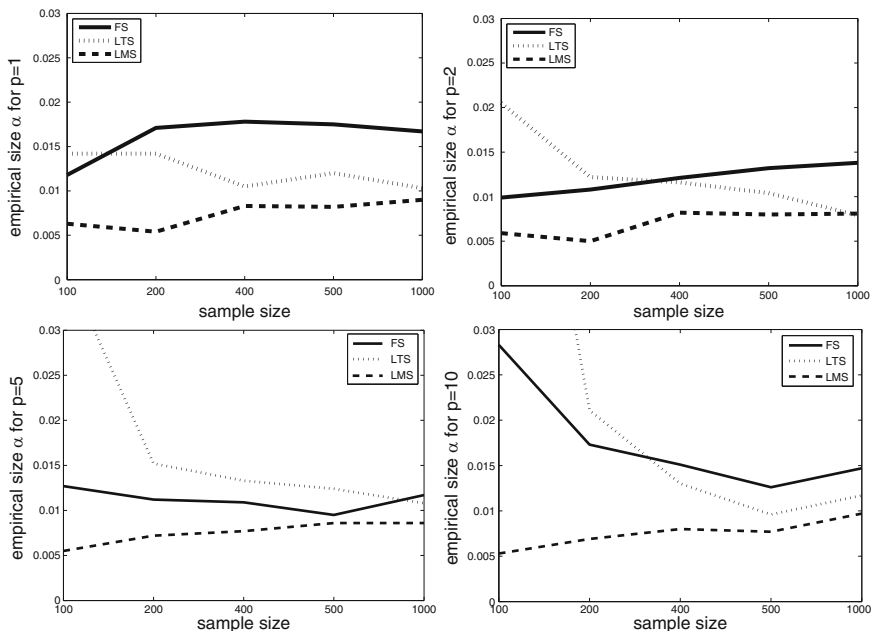 empirical size α for p=1
0.03
0.025
0.02
0.015
0.01
0.005
0
FS
LTS
LMS
100
200
400
500
1000
sample size
empirical size α for p=2
0.03
0.025
0.02
0.015
0.01
0.005
0
FS
LTS
LMS
100
200
400
500
1000
sample size
empirical size α for p=5
0.03
0.025
0.02
0.015
0.01
0.005
0
FS
LTS
LMS
100
200
400
500
1000
sample size
empirical size α for p=10
0.03
0.025
0.02
0.015
0.01
0.005
0
FS
LTS
LMS
100
200
400
500
1000
sample size